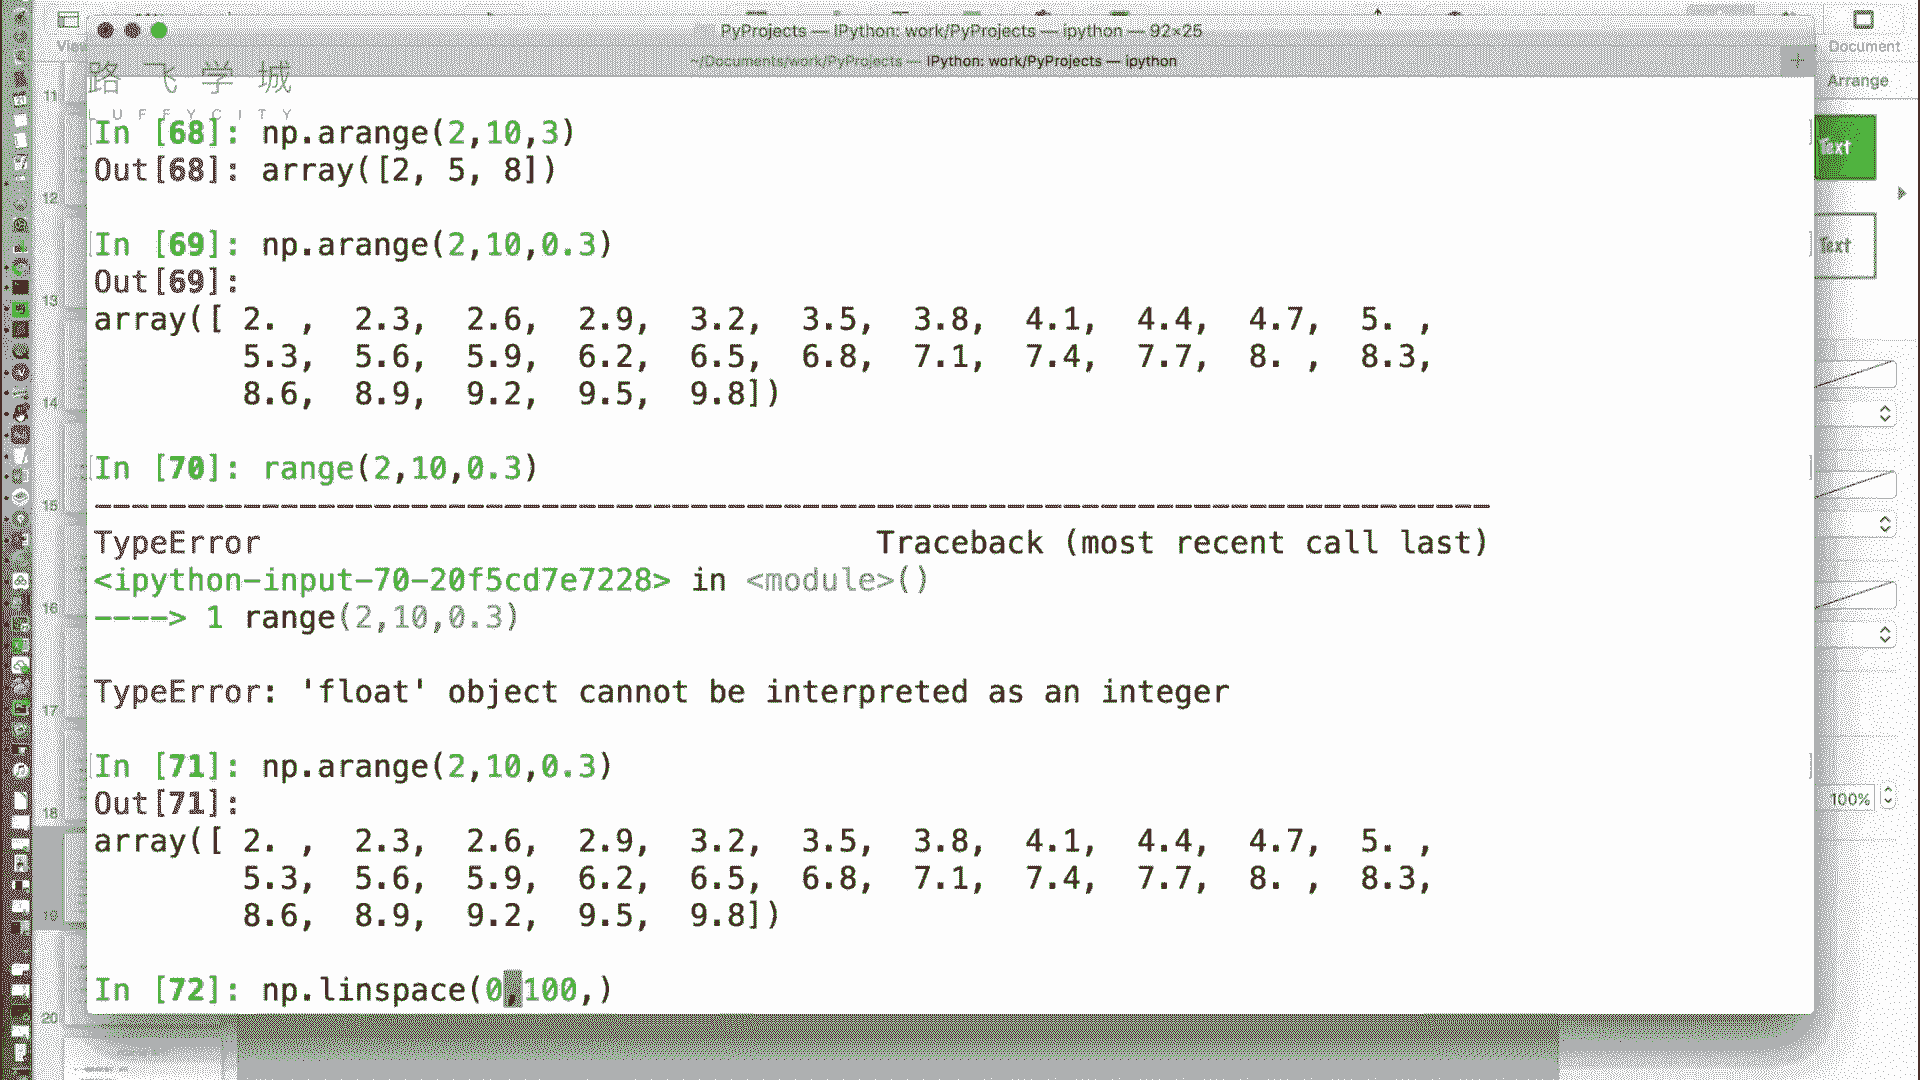 PyProjects — IPython: work/PyProjects — ipython — 92×25
~/Documents/work/PyProjects — IPython: work/PyProjects — ipython
View
Document
Arrange
路飞学城
LUFFYCITY
Text
Text
100%
11
12
13
14
15
16
17
18
19
20
In [68]: np.arange(2,10,3)
Out[68]: array([2, 5, 8])
In [69]: np.arange(2,10,0.3)
Out[69]:
array([ 2. ,  2.3,  2.6,  2.9,  3.2,  3.5,  3.8,  4.1,  4.4,  4.7,  5. ,
        5.3,  5.6,  5.9,  6.2,  6.5,  6.8,  7.1,  7.4,  7.7,  8. ,  8.3,
        8.6,  8.9,  9.2,  9.5,  9.8])
In [70]: range(2,10,0.3)
---------------------------------------------------------------------------
TypeError                                 Traceback (most recent call last)
<ipython-input-70-20f5cd7e7228> in <module>()
----> 1 range(2,10,0.3)
TypeError: 'float' object cannot be interpreted as an integer
In [71]: np.arange(2,10,0.3)
Out[71]:
array([ 2. ,  2.3,  2.6,  2.9,  3.2,  3.5,  3.8,  4.1,  4.4,  4.7,  5. ,
        5.3,  5.6,  5.9,  6.2,  6.5,  6.8,  7.1,  7.4,  7.7,  8. ,  8.3,
        8.6,  8.9,  9.2,  9.5,  9.8])
In [72]: np.linspace(0,100,)